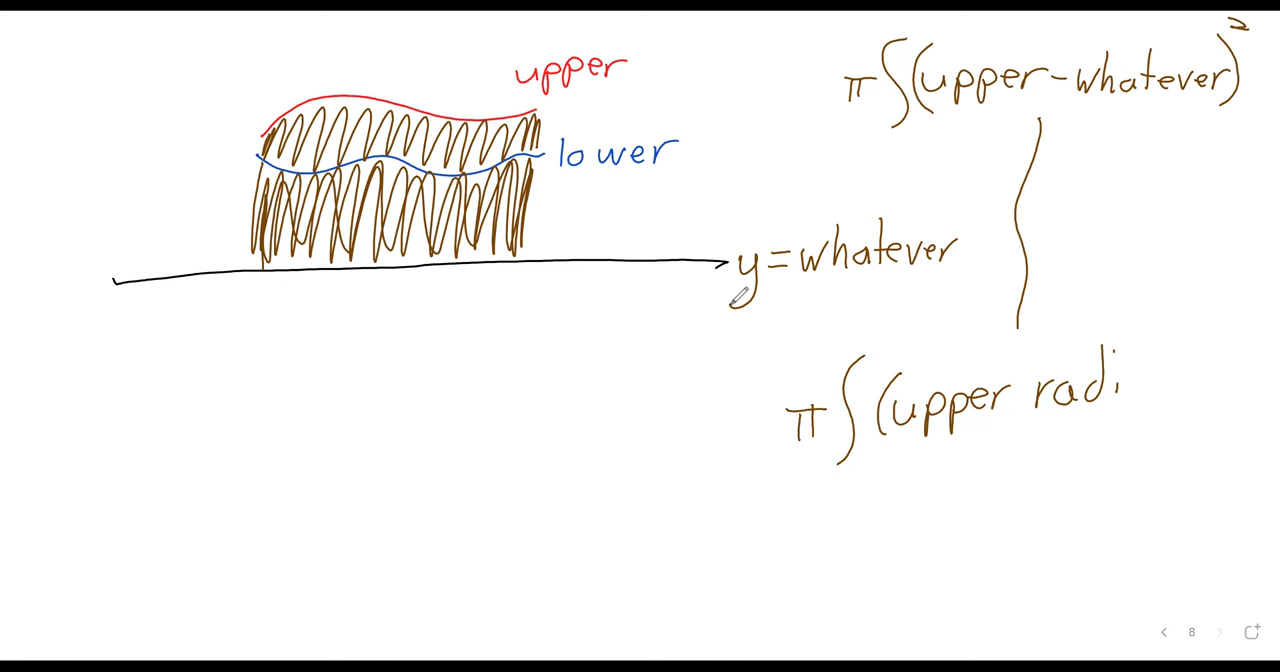 upper
π∫(upper-whatever)²
lower
y=whatever
π∫(upper radi
8